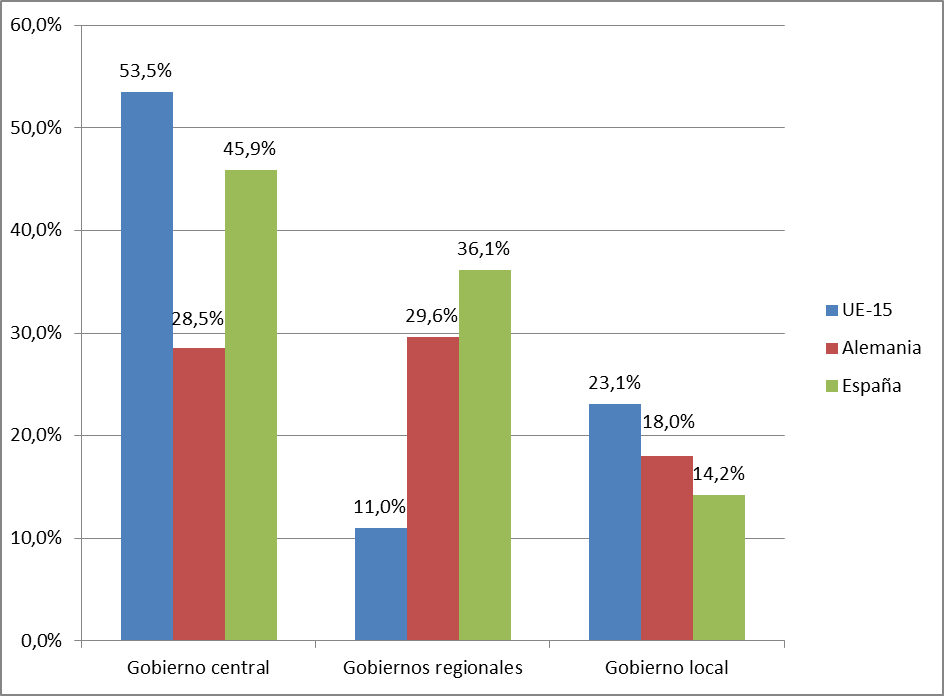 60,0%
50,0%
40,0%
30,0%
20,0%
10,0%
0,0%
53,5%
28,5%
45,9%
11,0%
29,6%
36,1%
23,1%
18,0%
14,2%
Gobierno central
Gobiernos regionales
Gobierno local
UE-15
Alemania
España